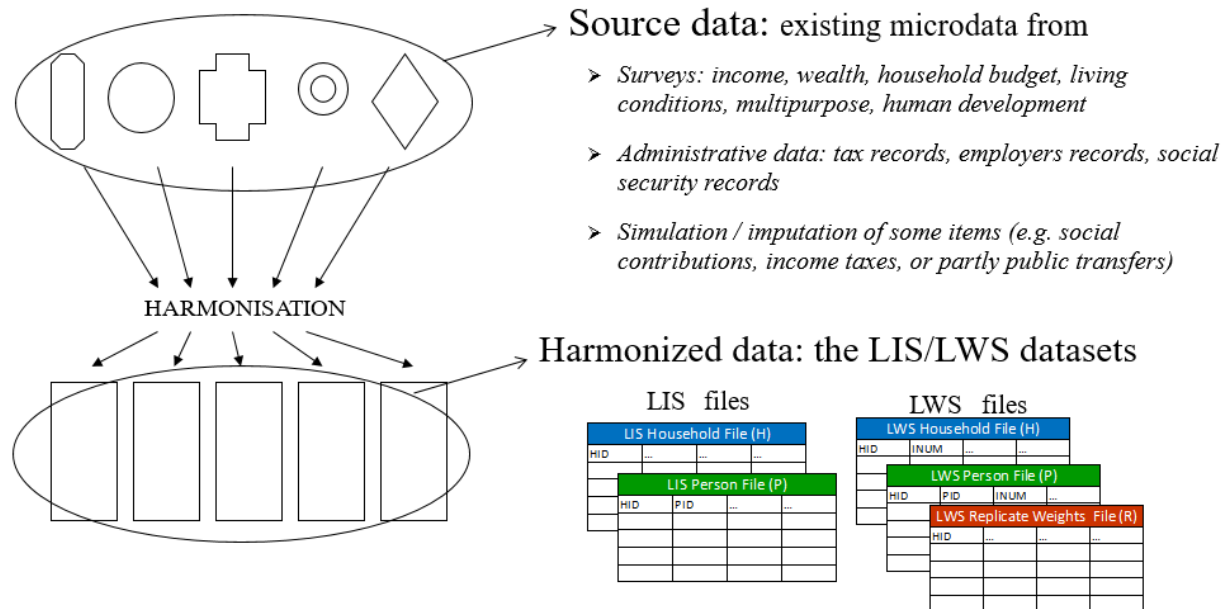 Source data: existing microdata from
➢ Surveys: income, wealth, household budget, living
conditions, multipurpose, human development
➢ Administrative data: tax records, employers records, social
security records
➢ Simulation / imputation of some items (e.g. social
contributions, income taxes, or partly public transfers)
HARMONISATION
Harmonized data: the LIS/LWS datasets
LIS files
LIS Household File (H)
HID ... ... ...
LIS Person File (P)
HID PID ... ...
LWS files
LWS Household File (H)
HID INUM ... ...
LWS Person File (P)
HID PID INUM ...
LWS Replicate Weights File (R)
HID ... ... ...